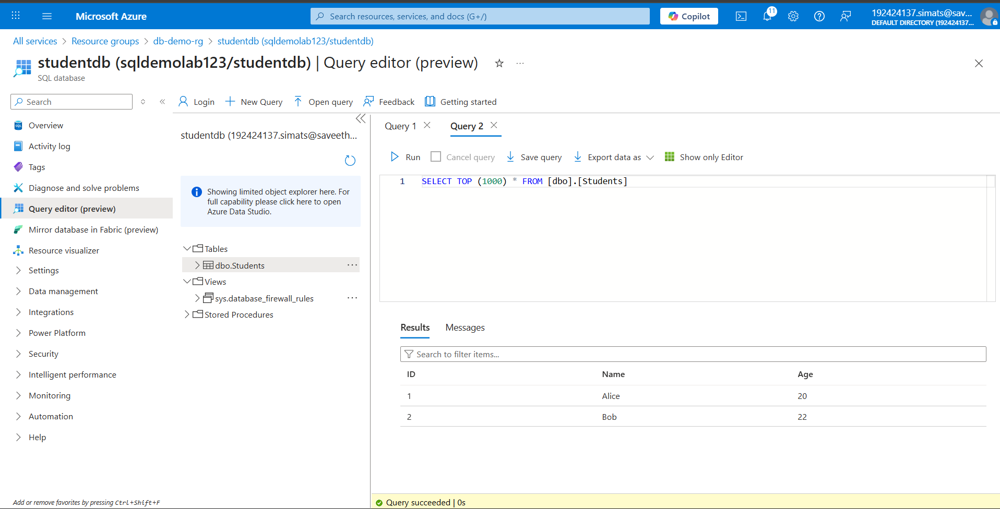 Microsoft Azure
Search resources, services, and docs (G+/)
Copilot
11
192424137.simats@sav...
DEFAULT DIRECTORY (192424137....
All services > Resource groups > db-demo-rg > studentdb (sqldemolab123/studentdb)
studentdb (sqldemolab123/studentdb) | Query editor (preview)
SQL database
Search
Login
New Query
Open query
Feedback
Getting started
Overview
Activity log
Tags
Diagnose and solve problems
Query editor (preview)
Mirror database in Fabric (preview)
Resource visualizer
Settings
Data management
Integrations
Power Platform
Security
Intelligent performance
Monitoring
Automation
Help
Add or remove favorites by pressing Ctrl+Shift+F
studentdb (192424137.simats@saveeth...
Showing limited object explorer here. For
full capability please click here to open
Azure Data Studio.
Tables
dbo.Students
Views
sys.database_firewall_rules
Stored Procedures
Query 1
Query 2
Run
Cancel query
Save query
Export data as
Show only Editor
1 SELECT TOP (1000) * FROM [dbo].[Students]
Results Messages
Search to filter items...
ID Name Age
1 Alice 20
2 Bob 22
Query succeeded | 0s